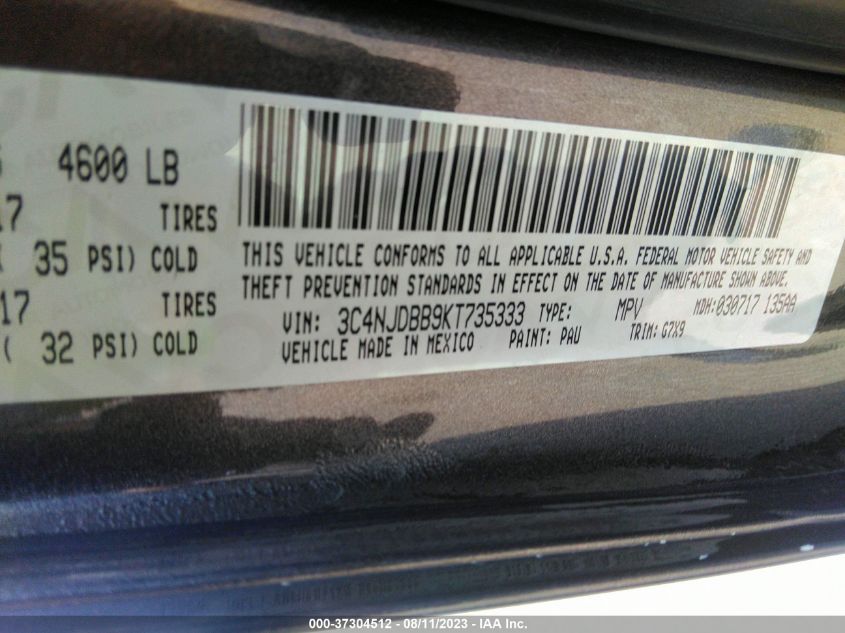 4600 LB
17 TIRES
35 PSI) COLD
17 TIRES
( 32 PSI) COLD
THIS VEHICLE CONFORMS TO ALL APPLICABLE U.S.A. FEDERAL MOTOR VEHICLE SAFETY AND
THEFT PREVENTION STANDARDS IN EFFECT ON THE DATE OF MANUFACTURE SHOWN ABOVE.
VIN: 3C4NJDBB9KT735333 TYPE: MPV MDH: 030717 135AA
VEHICLE MADE IN MEXICO PAINT: PAU TRIM: G7X9
000-37304512 - 08/11/2023 - IAA Inc.